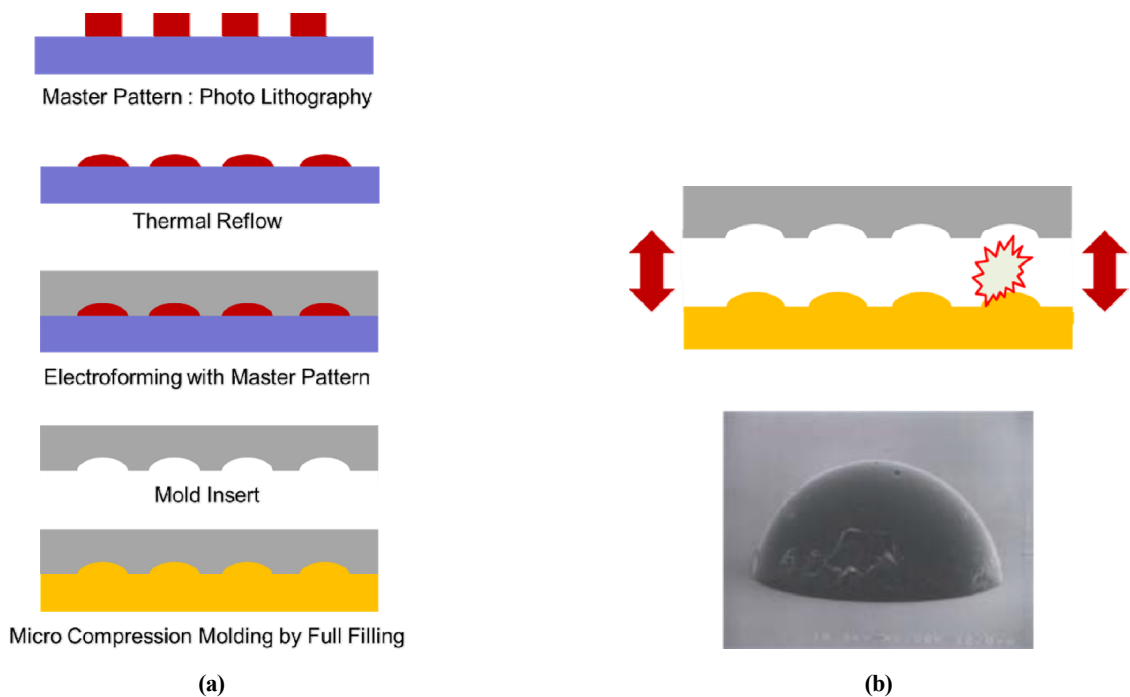 Master Pattern : Photo Lithography
Thermal Reflow
Electroforming with Master Pattern
Mold Insert
Micro Compression Molding by Full Filling
(a)
(b)